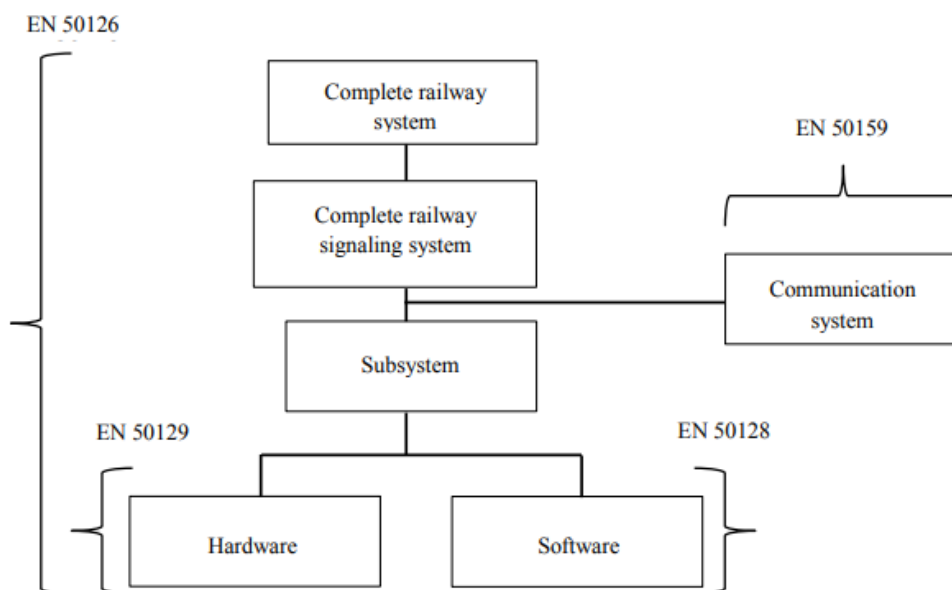 EN 50126
Complete railway
system
EN 50159
Complete railway
signaling system
Communication
system
Subsystem
EN 50129
EN 50128
Hardware
Software